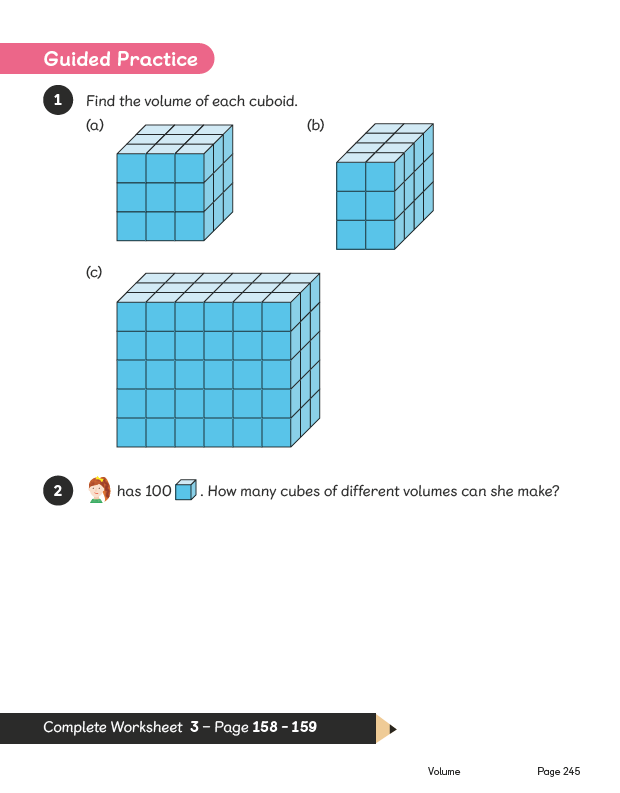 Guided Practice
1 Find the volume of each cuboid.
(a) (b)
(c)
2 has 100 . How many cubes of different volumes can she make?
Complete Worksheet 3 – Page 158 - 159
Volume Page 245